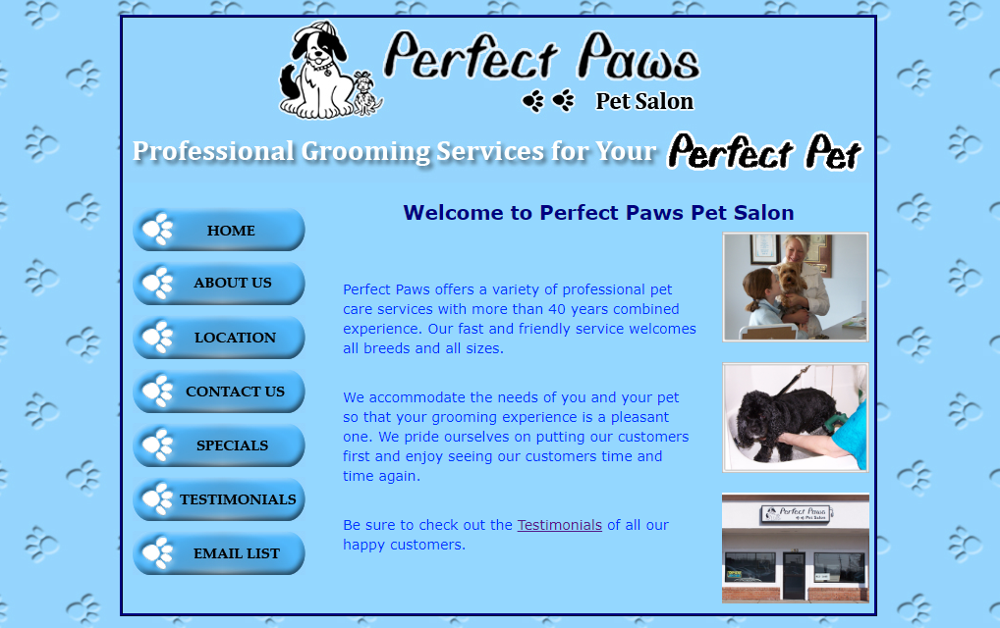 Perfect Paws
Pet Salon
Professional Grooming Services for Your Perfect Pet
Welcome to Perfect Paws Pet Salon
HOME
ABOUT US
LOCATION
CONTACT US
SPECIALS
TESTIMONIALS
EMAIL LIST
Perfect Paws offers a variety of professional pet
care services with more than 40 years combined
experience. Our fast and friendly service welcomes
all breeds and all sizes.
We accommodate the needs of you and your pet
so that your grooming experience is a pleasant
one. We pride ourselves on putting our customers
first and enjoy seeing our customers time and
time again.
Be sure to check out the Testimonials of all our
happy customers.
Perfect Paws
Pet Salon